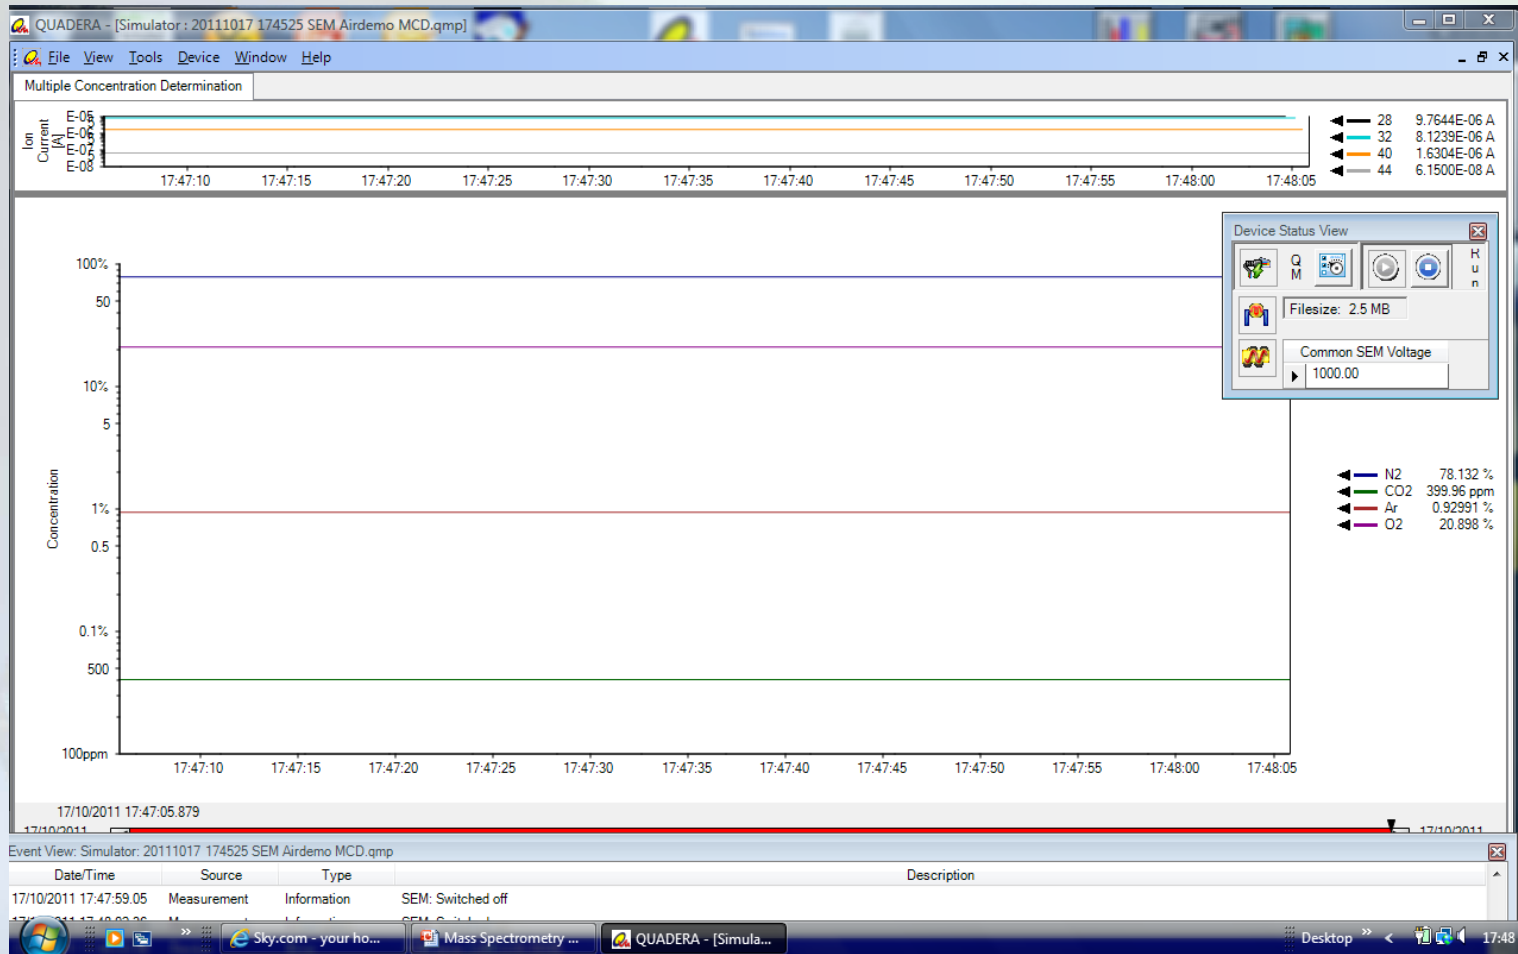 QUADERA - [Simulator : 20111017 174525 SEM Airdemo MCD.qmp]
File View Tools Device Window Help
Multiple Concentration Determination
Ion Current [A]
E-05
E-06
E-07
E-08
5
5
5
17:47:10 17:47:15 17:47:20 17:47:25 17:47:30 17:47:35 17:47:40 17:47:45 17:47:50 17:47:55 17:48:00 17:48:05
28 9.7644E-06 A
32 8.1239E-06 A
40 1.6304E-06 A
44 6.1500E-08 A
Device Status View
QM
Run
Filesize: 2.5 MB
Common SEM Voltage
1000.00
Concentration
100%
50
10%
5
1%
0.5
0.1%
500
100ppm
17:47:10 17:47:15 17:47:20 17:47:25 17:47:30 17:47:35 17:47:40 17:47:45 17:47:50 17:47:55 17:48:00 17:48:05
N2 78.132 %
CO2 399.96 ppm
Ar 0.92991 %
O2 20.898 %
17/10/2011 17:47:05.879
17/10/2011 17/10/2011
Event View: Simulator: 20111017 174525 SEM Airdemo MCD.qmp
Date/Time Source Type Description
17/10/2011 17:47:59.05 Measurement Information SEM: Switched off
Sky.com - your ho... Mass Spectrometry ... QUADERA - [Simula... Desktop 17:48